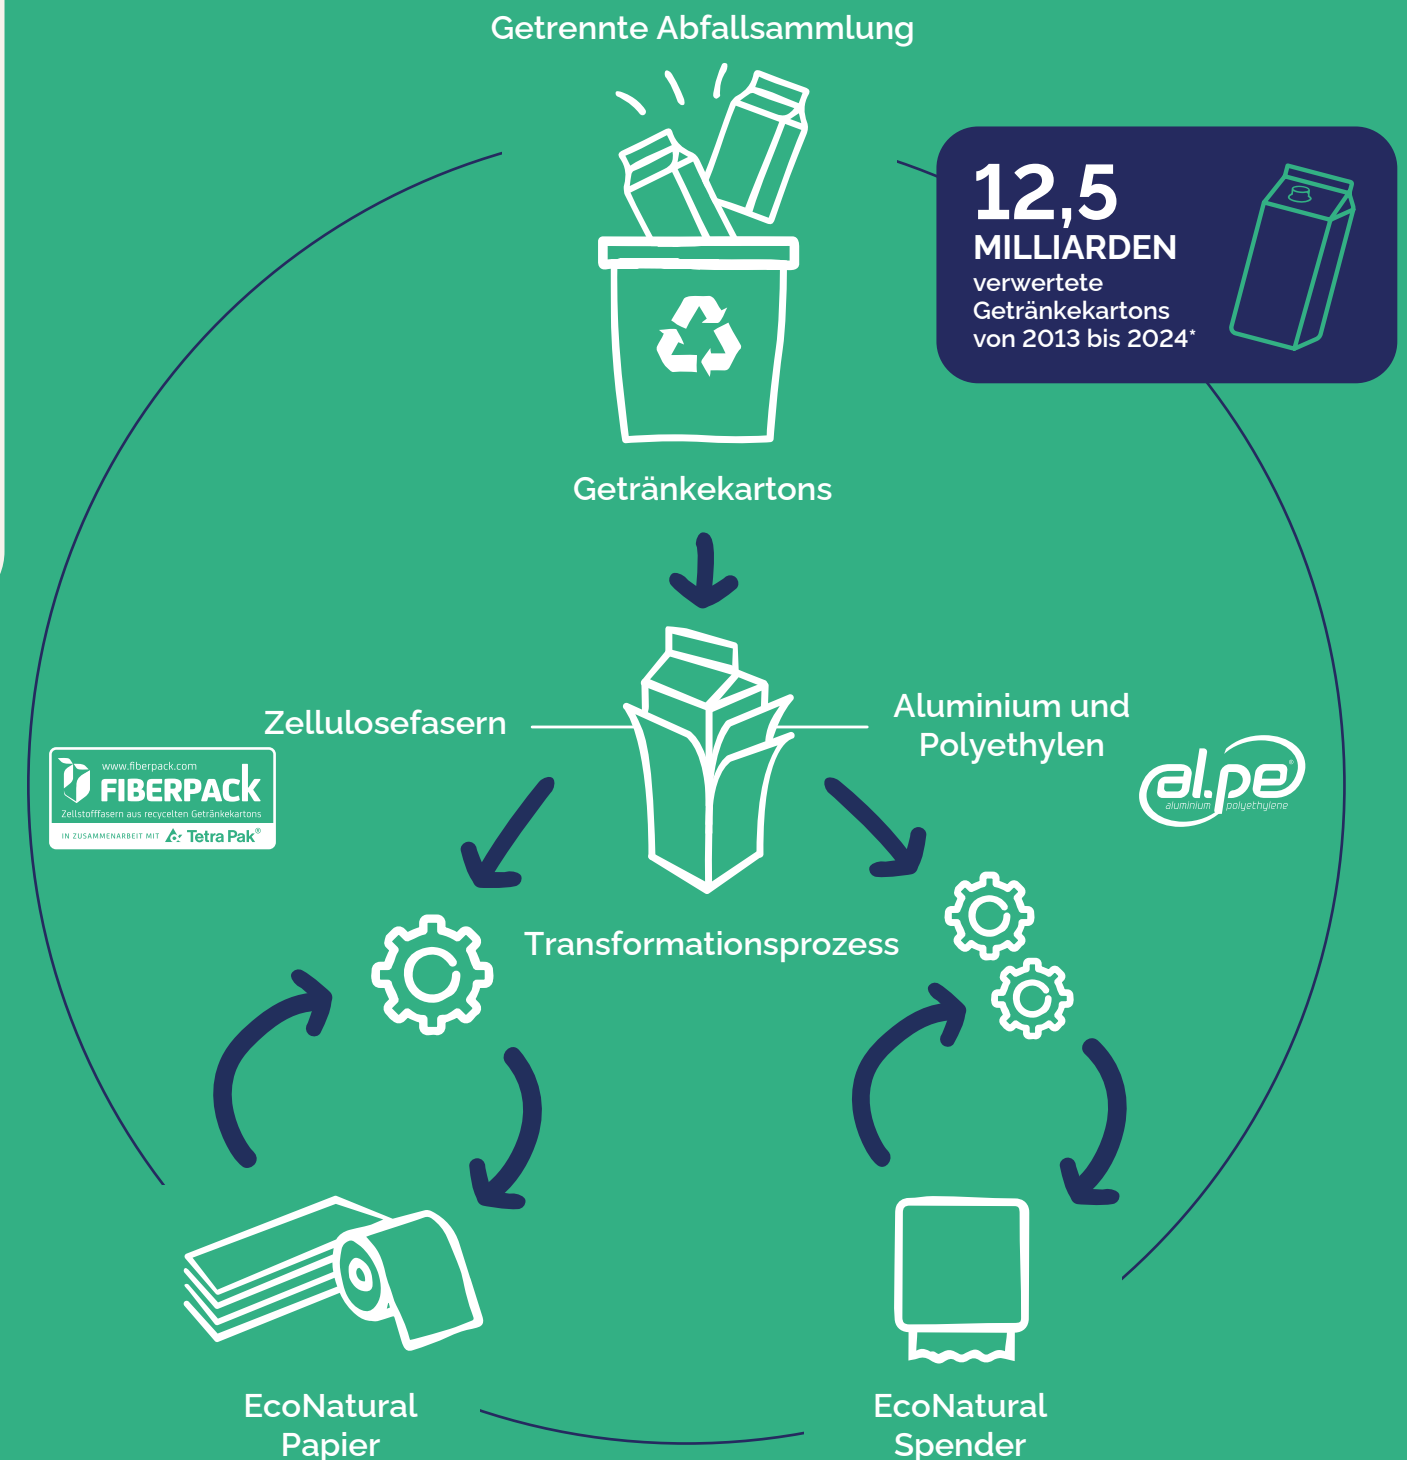 Getrennte Abfallsammlung
12,5
MILLIARDEN
verwertete
Getränkekartons
von 2013 bis 2024*
Getränkekartons
Zellulosefasern
Aluminium und
Polyethylen
www.fiberpack.com
FIBERPACK
Zellstofffasern aus recycelten Getränkekartons
IN ZUSAMMENARBEIT MIT Tetra Pak®
al.pe®
aluminium polyethylene
Transformationsprozess
EcoNatural
Papier
EcoNatural
Spender